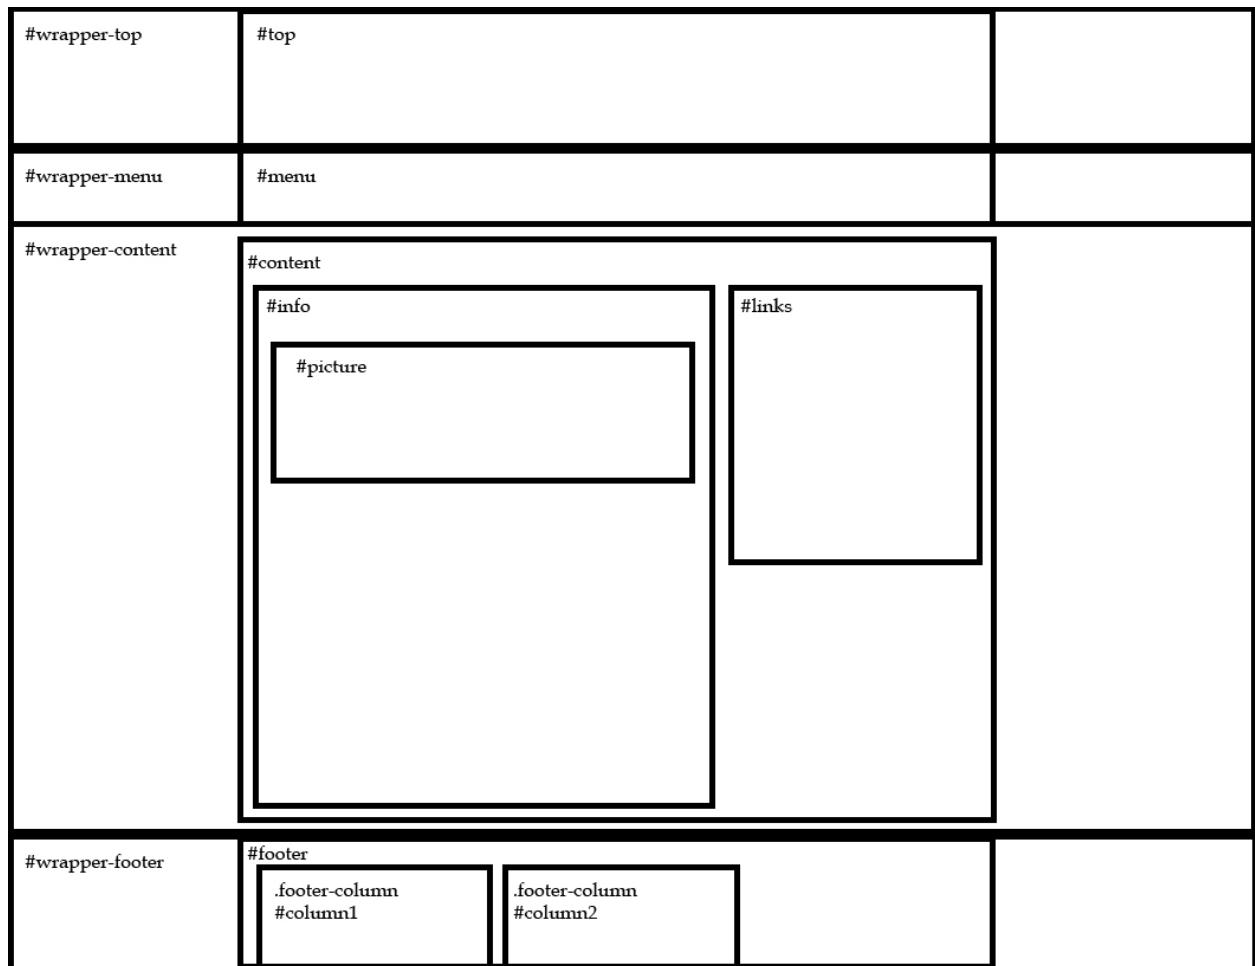 #wrapper-top
#top
#wrapper-menu
#menu
#wrapper-content
#content
#info
#links
#picture
#wrapper-footer
#footer
.footer-column
#column1
.footer-column
#column2